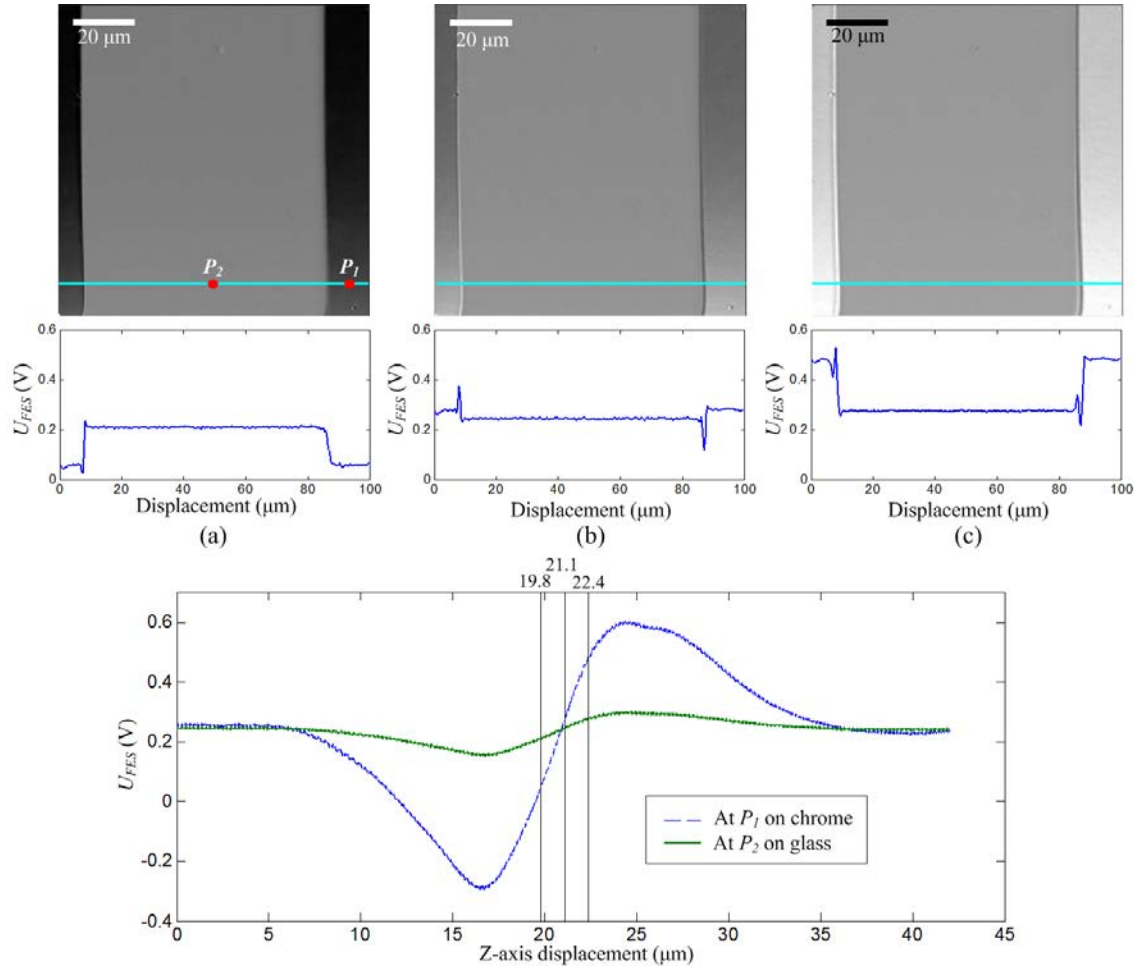 20 μm
20 μm
20 μm
P2 P1
0.6
0.4
0.2
0
UFES (V)
0 20 40 60 80 100
Displacement (μm)
(a)
0.6
0.4
0.2
0
UFES (V)
0 20 40 60 80 100
Displacement (μm)
(b)
0.6
0.4
0.2
0
UFES (V)
0 20 40 60 80 100
Displacement (μm)
(c)
21.1
19.8 22.4
0.6
0.4
0.2
0
-0.2
-0.4
UFES (V)
At P1 on chrome
At P2 on glass
0 5 10 15 20 25 30 35 40 45
Z-axis displacement (μm)